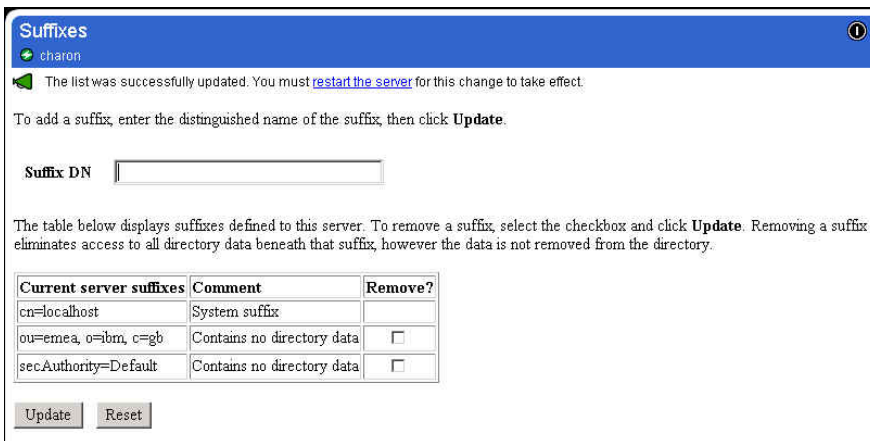 Suffixes
charon
The list was successfully updated. You must restart the server for this change to take effect.
To add a suffix, enter the distinguished name of the suffix, then click Update.
Suffix DN
The table below displays suffixes defined to this server. To remove a suffix, select the checkbox and click Update. Removing a suffix
eliminates access to all directory data beneath that suffix, however the data is not removed from the directory.
Current server suffixes Comment Remove?
cn=localhost System suffix
ou=emea, o=ibm, c=gb Contains no directory data
secAuthority=Default Contains no directory data
Update Reset